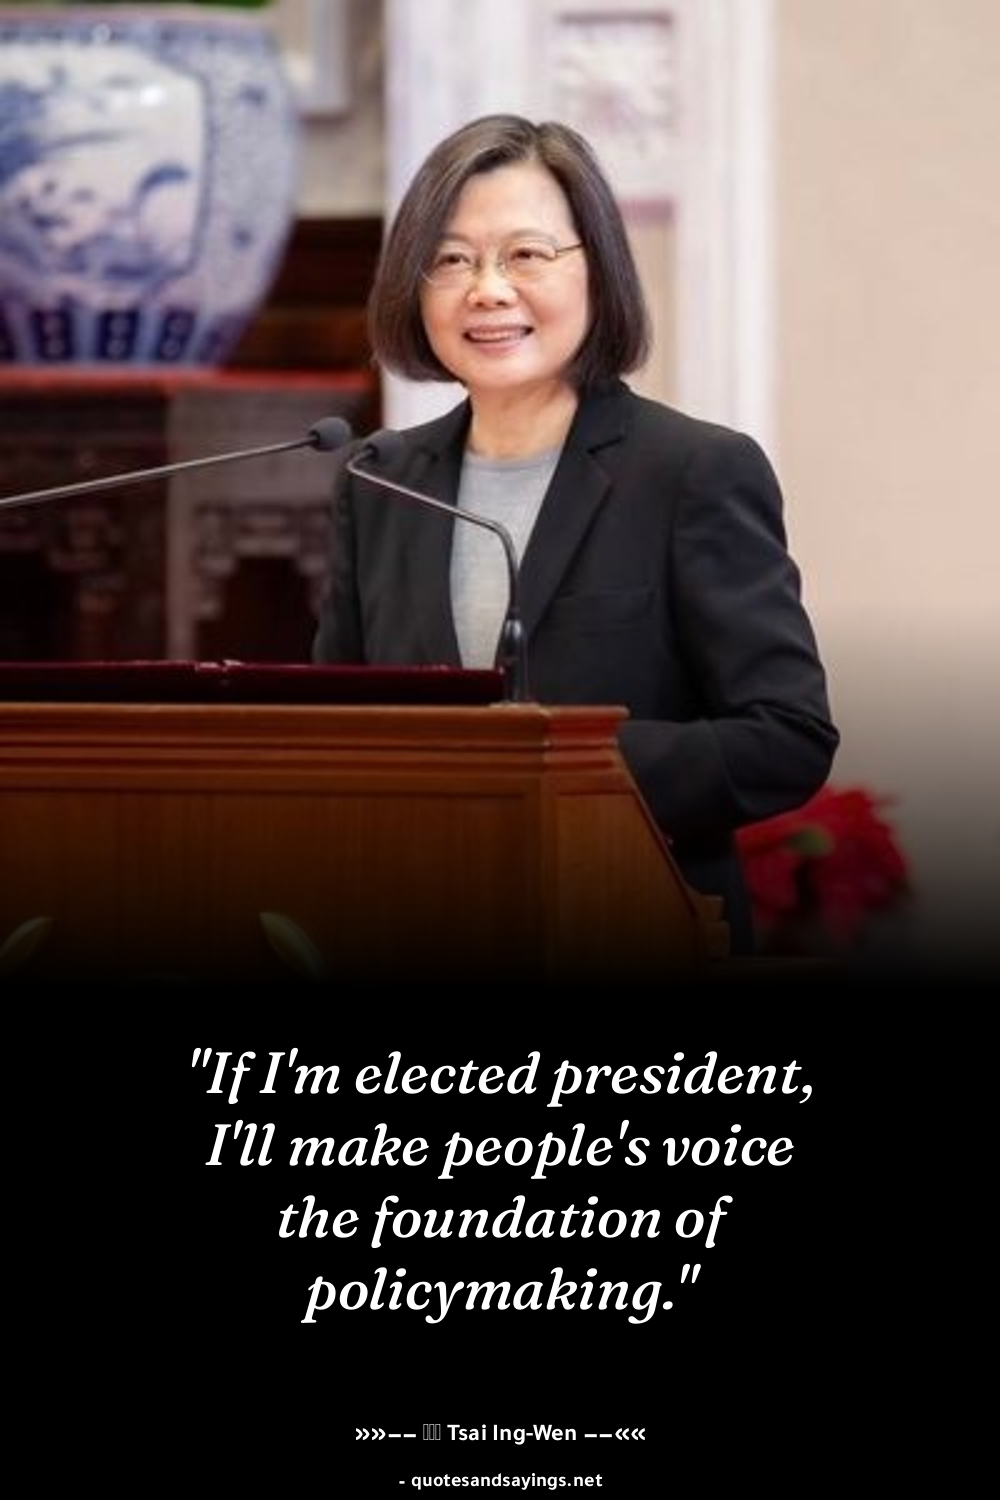 "If I'm elected president,
I'll make people's voice
the foundation of
policymaking."
»»–– Tsai Ing-Wen ––««
- quotesandsayings.net